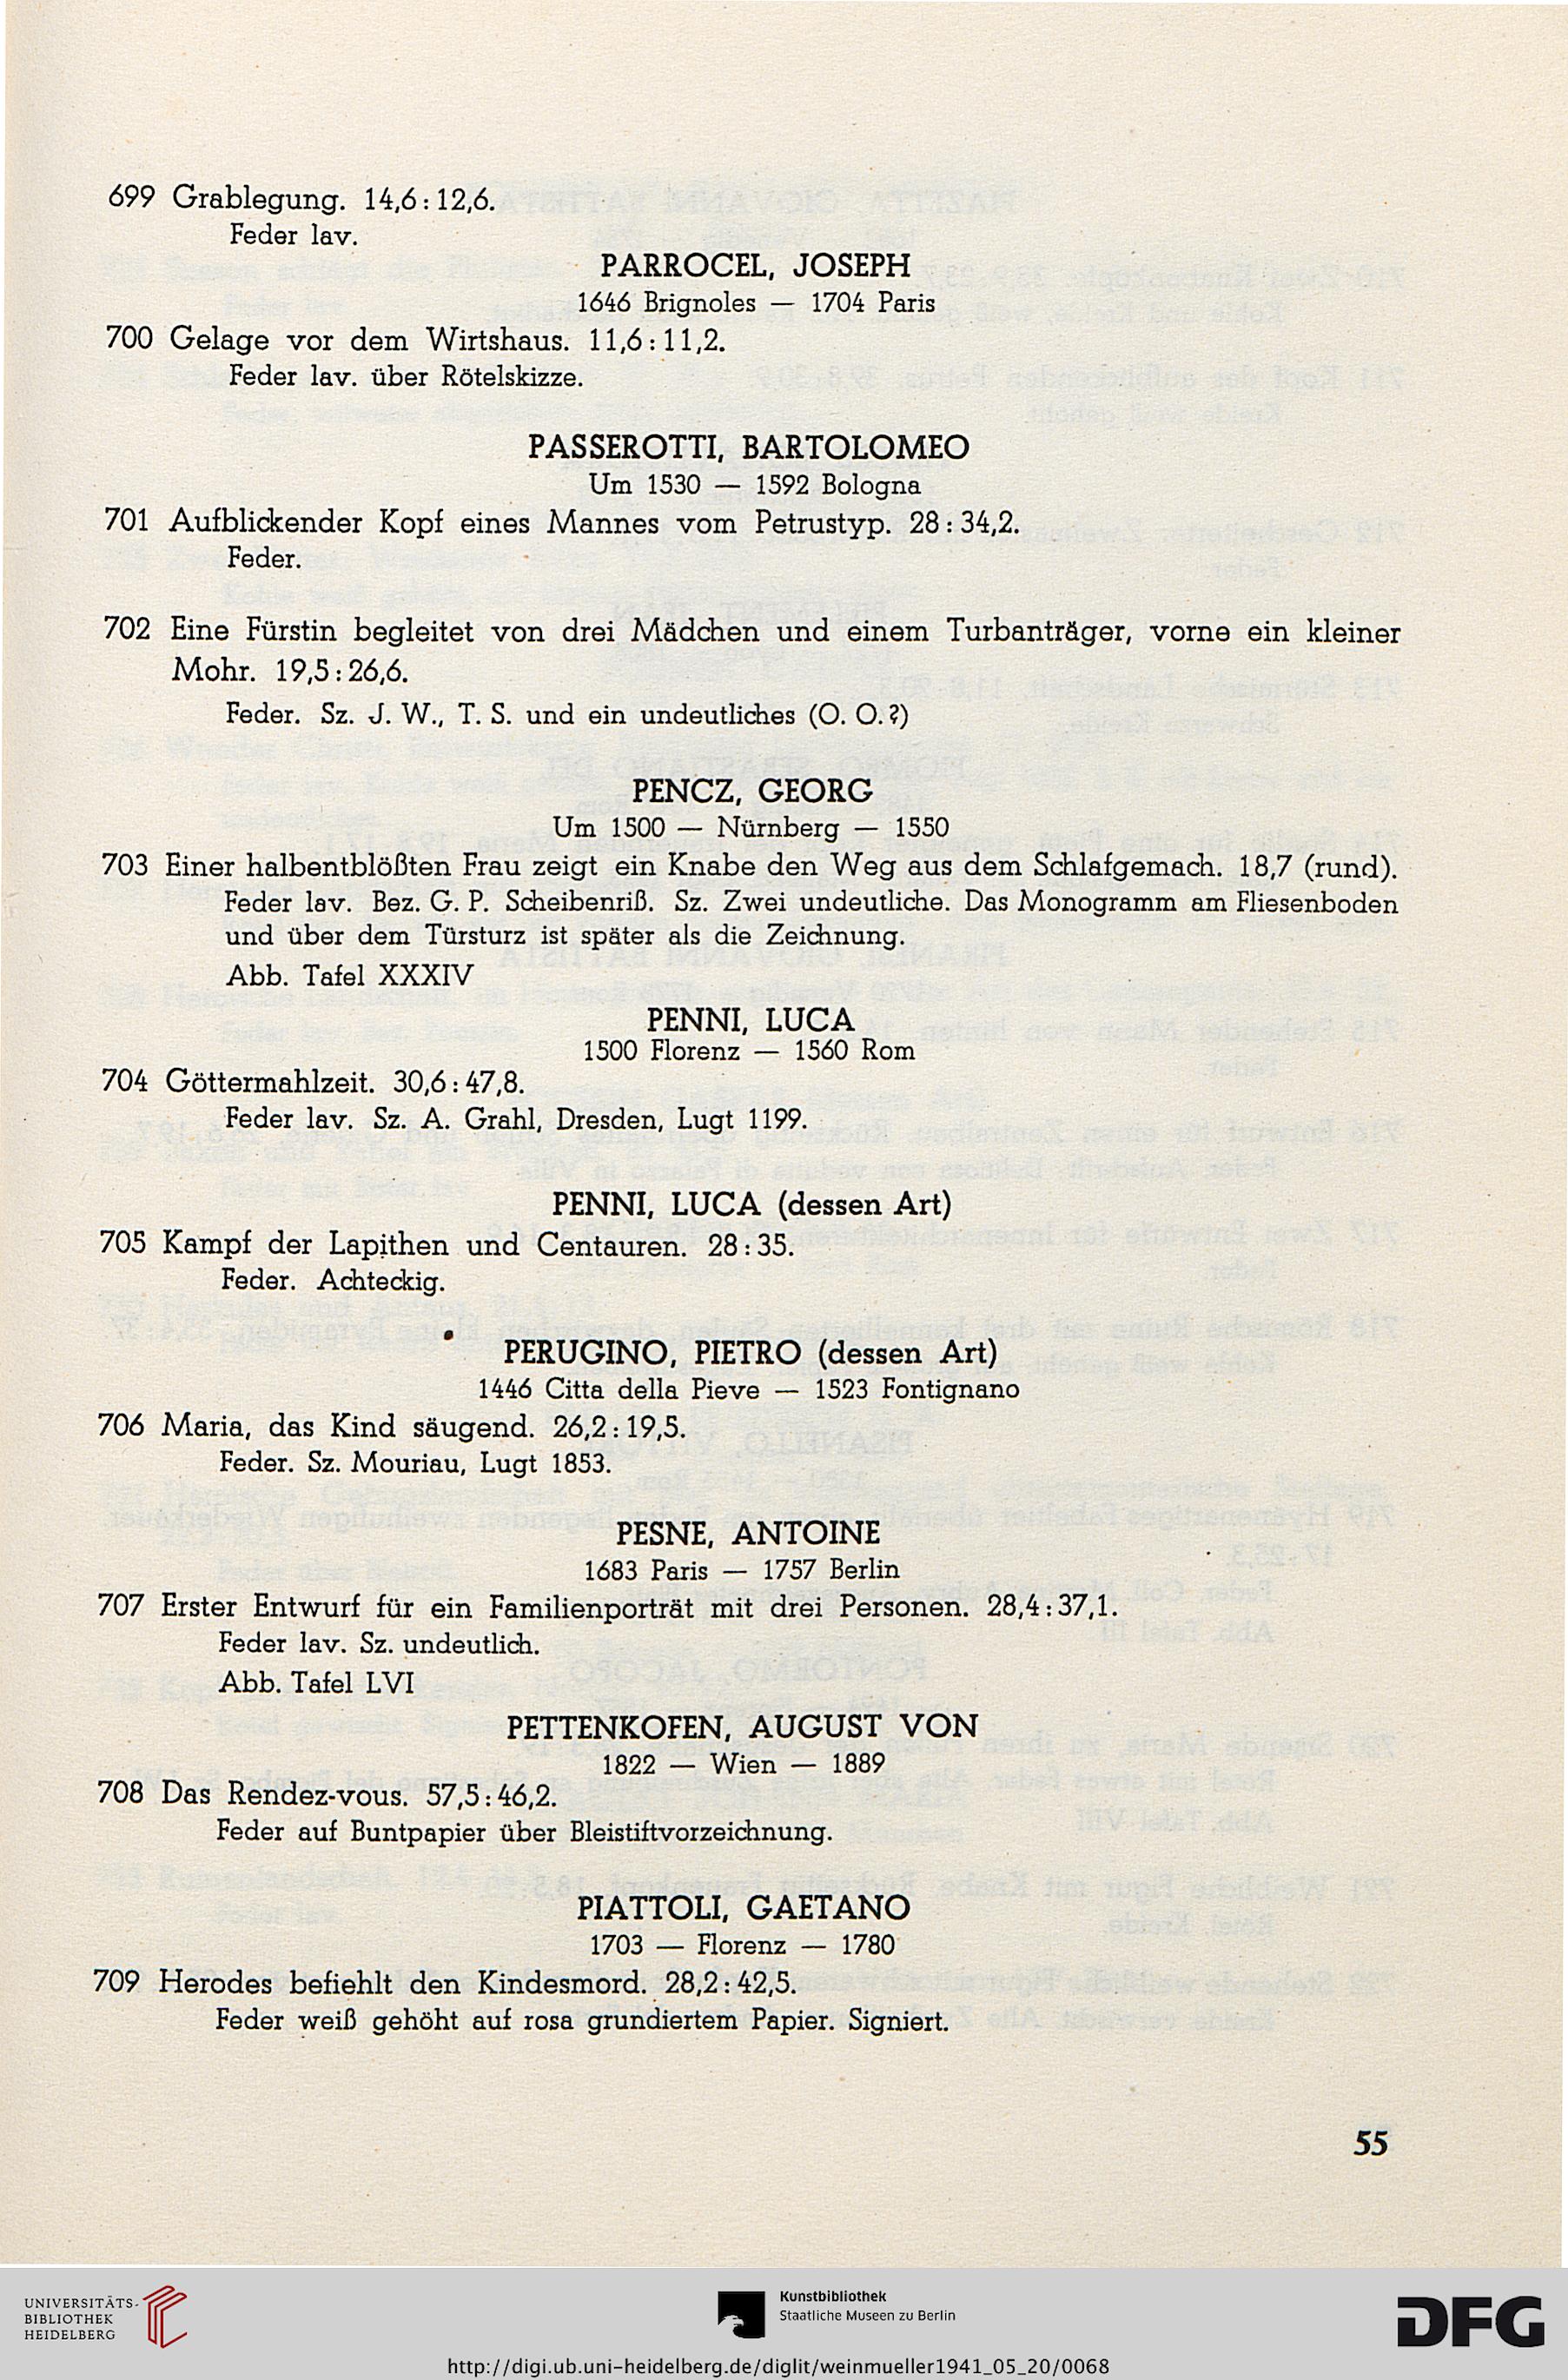 699 Grablegung. 14,6 : 12,6.
Feder lav.
PARROCEL, JOSEPH
1646 Brignoles — 1704 Paris
700 Gelage vor dem Wirtshaus. 11,6 : 11,2.
Feder lav. über Rötelskizze.
PASSEROTTI, BARTOLOMEO
Um 1530 — 1592 Bologna
701 Aufblickender Kopf eines Mannes vom Petrustyp. 28 : 34,2.
Feder.
702 Eine Fürstin begleitet von drei Mädchen und einem Turbanträger, vorne ein kleiner
Mohr. 19,5 : 26,6.
Feder. Sz. J. W., T. S. und ein undeutliches (O. O.?)
PENCZ, GEORG
Um 1500 — Nürnberg — 1550
703 Einer halbentblößten Frau zeigt ein Knabe den Weg aus dem Schlafgemach. 18,7 (rund).
Feder lav. Bez. G. P. Scheibenriß. Sz. Zwei undeutliche. Das Monogramm am Fliesenboden
und über dem Türsturz ist später als die Zeichnung.
Abb. Tafel XXXIV
PENNI, LUCA
1500 Florenz — 1560 Rom
704 Göttermahlzeit. 30,6 : 47,8.
Feder lav. Sz. A. Grahl, Dresden, Lugt 1199.
PENNI, LUCA (dessen Art)
705 Kampf der Lapithen und Centauren. 28 : 35.
Feder. Achteckig.
PERUGINO, PIETRO (dessen Art)
1446 Citta della Pieve — 1523 Fontignano
706 Maria, das Kind säugend. 26,2 : 19,5.
Feder. Sz. Mouriau, Lugt 1853.
PESNE, ANTOINE
1683 Paris — 1757 Berlin
707 Erster Entwurf für ein Familienporträt mit drei Personen. 28,4 : 37,1.
Feder lav. Sz. undeutlich.
Abb. Tafel LVI
PETTENKOFEN, AUGUST VON
1822 — Wien — 1889
708 Das Rendez-vous. 57,5 : 46,2.
Feder auf Buntpapier über Bleistiftvorzeichnung.
PIATTOLI, GAETANO
1703 — Florenz — 1780
709 Herodes befiehlt den Kindesmord. 28,2 : 42,5.
Feder weiß gehöht auf rosa grundiertem Papier. Signiert.
55
UNIVERSITÄTS-
BIBLIOTHEK
HEIDELBERG
Kunstbibliothek
Staatliche Museen zu Berlin
DFG
http://digi.ub.uni-heidelberg.de/diglit/weinmueller1941_05_20/0068